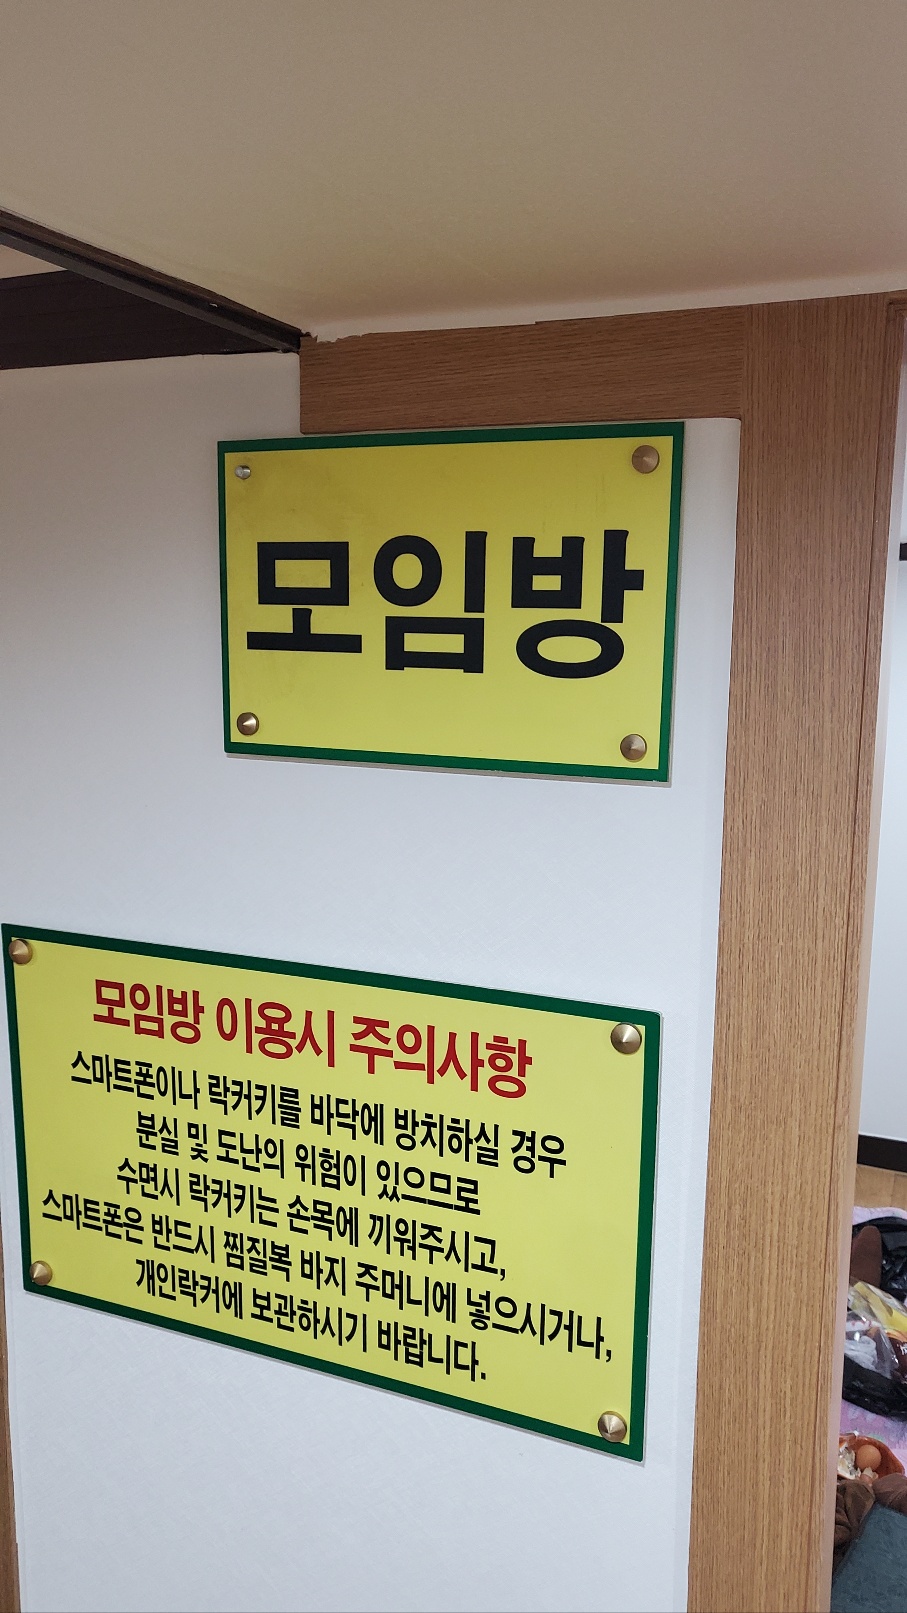 모임방
모임방 이용시 주의사항
스마트폰이나 락커키를 바닥에 방치하실 경우
분실 및 도난의 위험이 있으므로
수면시 락커키는 손목에 끼워주시고,
스마트폰은 반드시 찜질복 바지 주머니에 넣으시거나,
개인락커에 보관하시기 바랍니다.